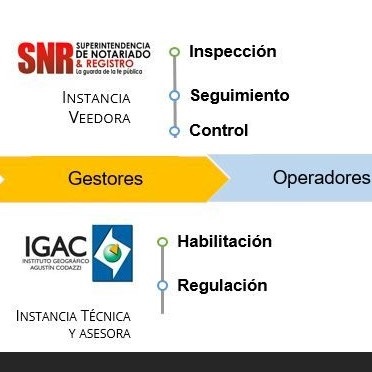 SNR SUPERINTENDENCIA
DE NOTARIADO
& REGISTRO
La guarda de la fe pública
INSTANCIA
VEEDORA
Inspección
Seguimiento
Control
Gestores
Operadores
IGAC
INSTITUTO GEOGRÁFICO
AGUSTÍN CODAZZI
INSTANCIA TÉCNICA
Y ASESORA
Habilitación
Regulación